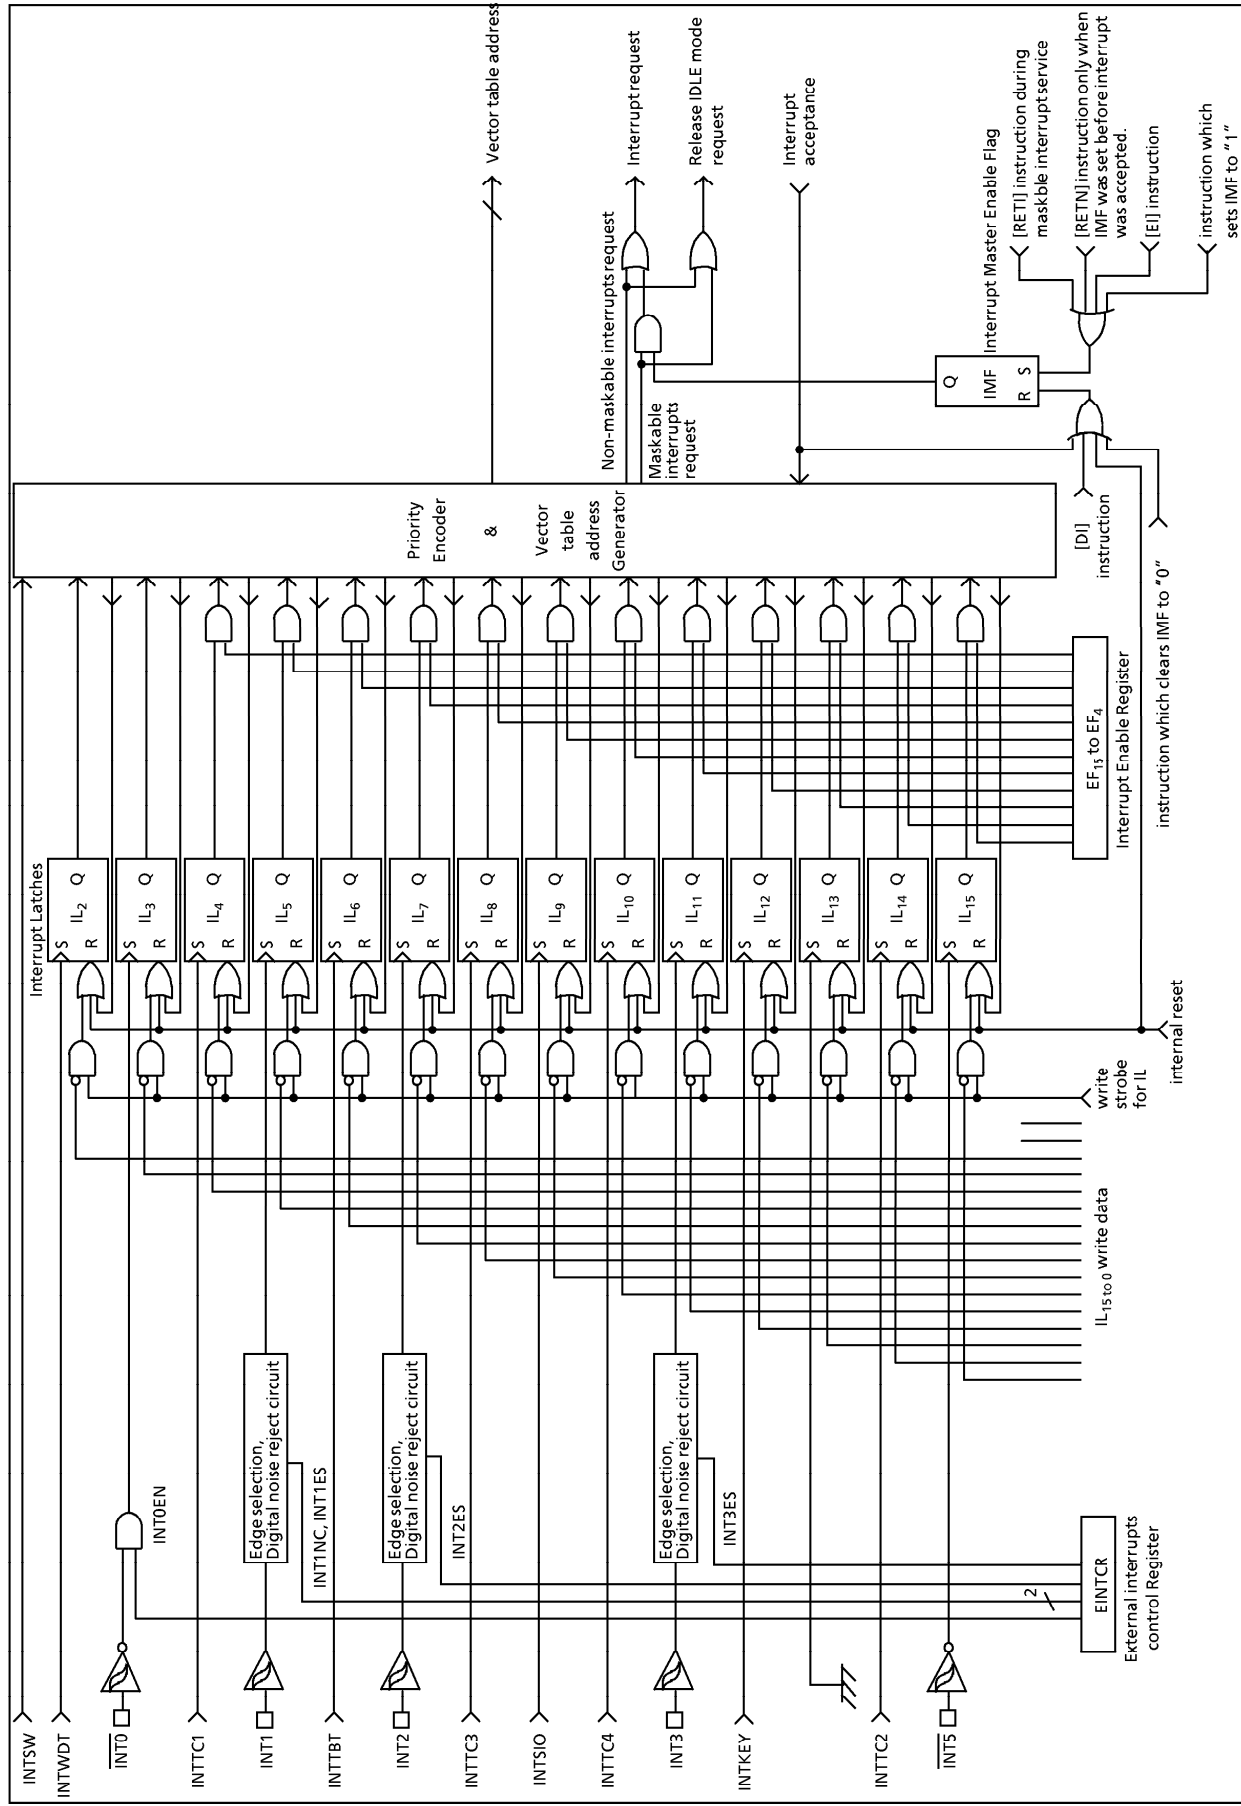 INTSW
INTWDT
INT0
INTTC1
INT1
INTTBT
INT2
INTTC3
INTSIO
INTTC4
INT3
INTKEY
INTTC2
INT5
INT0EN
Edge selection,
Digital noise reject circuit
INT1NC, INT1ES
Edge selection,
Digital noise reject circuit
INT2ES
Edge selection,
Digital noise reject circuit
INT3ES
2
EINTCR
External interrupts
control Register
IL15 to 0 write data
write
strobe
for IL
internal reset
Interrupt Latches
S
IL2 Q
R
S
IL3 Q
R
S
IL4 Q
R
S
IL5 Q
R
S
IL6 Q
R
S
IL7 Q
R
S
IL8 Q
R
S
IL9 Q
R
S
IL10 Q
R
S
IL11 Q
R
S
IL12 Q
R
S
IL13 Q
R
S
IL14 Q
R
S
IL15 Q
R
EF15 to EF4
Interrupt Enable Register
instruction which clears IMF to “0”
Priority
Encoder
&
Vector
table
address
Generator
[DI]
instruction
Non-maskable interrupts request
Maskable
interrupts
request
Q
IMF
R S
Interrupt Master Enable Flag
Vector table address
Interrupt request
Release IDLE mode
request
Interrupt
acceptance
[RETI] instruction during
maskble interrupt service
[RETN] instruction only when
IMF was set before interrupt
was accepted.
[EI] instruction
instruction which
sets IMF to “1”